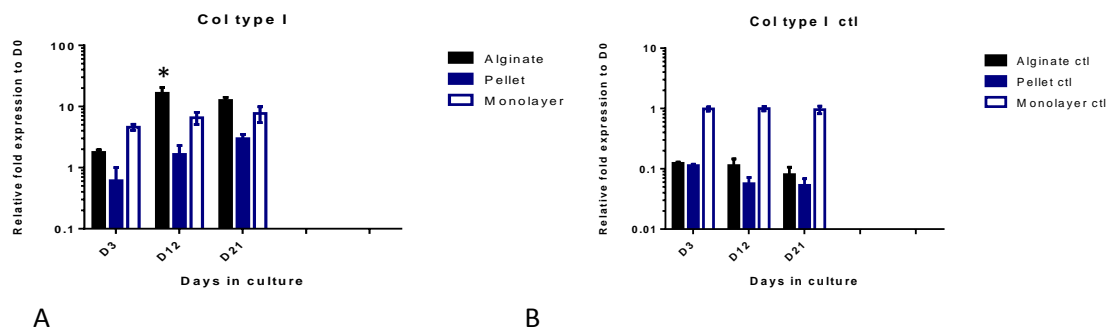 Col type I
Relative fold expression to D0
100
10
1
0.1
*
D3
D12
D21
Days in culture
Alginate
Pellet
Monolayer
A
Col type I ctl
Relative fold expression to D0
10
1
0.1
0.01
D3
D12
D21
Days in culture
Alginate ctl
Pellet ctl
Monolayer ctl
B